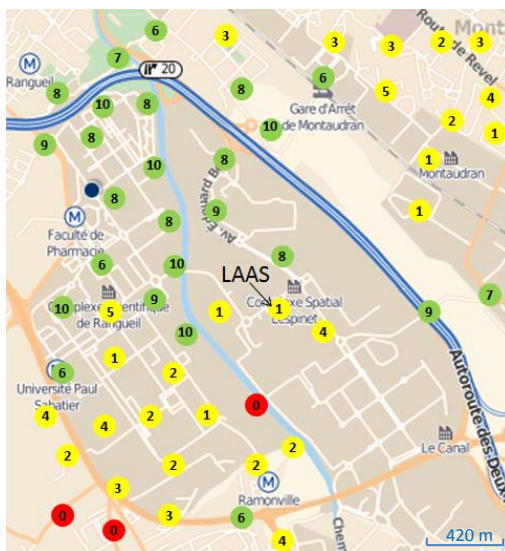 6
3
3
3
2
3
Mont
Route de Revel
M
Rangueil
7
20
8
8
10
8
6
5
4
Gare d'Arrêt
de Montaudran
10
2
1
9
8
10
8
1
Montaudran
8
9
1
M
Faculté de
Pharmacie
8
Av. Édouard Be
6
10
8
LAAS
7
10
5
9
1
1
4
9
Complexe Scientifique
de Rangueil
Complexe Spatial
Lespinet
10
1
6
2
Université Paul
Sabatier
Autoroute des Deux
4
4
2
1
0
2
2
2
2
Le Canal
M
Ramonville
3
0
0
3
6
4
Chem
420 m